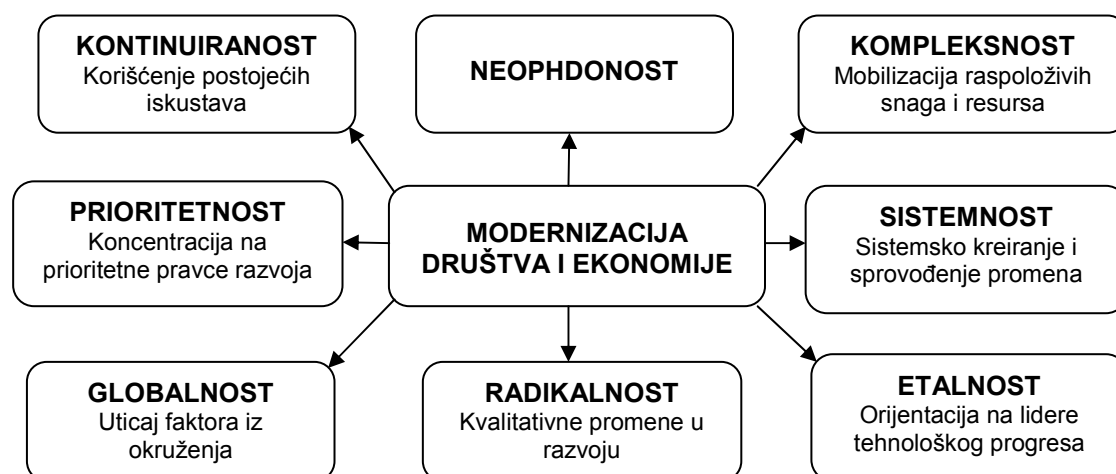 KONTINUIRANOST
Korišćenje postojećih
iskustava
NEOPHDONOST
KOMPLEKSNOST
Mobilizacija raspoloživih
snaga i resursa
PRIORITETNOST
Koncentracija na
prioritetne pravce razvoja
MODERNIZACIJA
DRUŠTVA I EKONOMIJE
SISTEMNOST
Sistemsko kreiranje i
sprovođenje promena
GLOBALNOST
Uticaj faktora iz
okruženja
RADIKALNOST
Kvalitativne promene u
razvoju
ETALNOST
Orijentacija na lidere
tehnološkog progresa